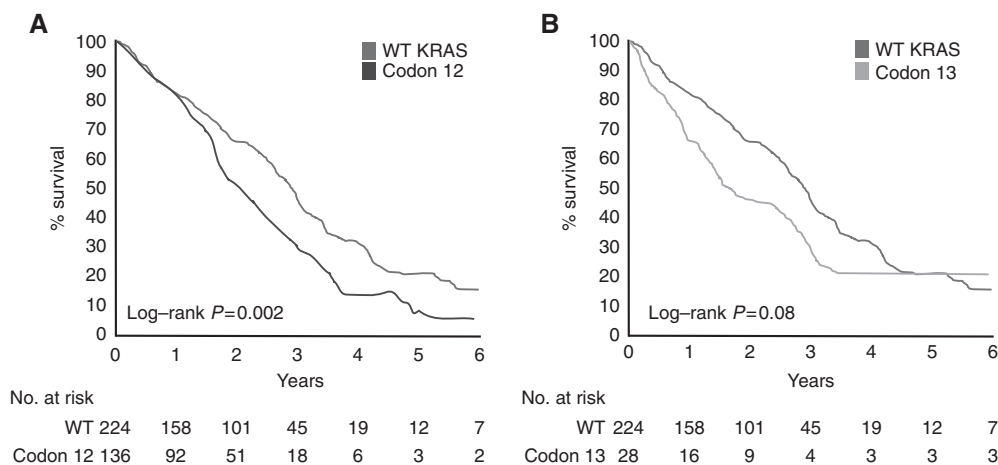 A
100
90
80
70
60
50
40
30
20
10
0
% survival
WT KRAS
Codon 12
Log–rank P=0.002
0 1 2 3 4 5 6
Years
No. at risk
WT 224 158 101 45 19 12 7
Codon 12 136 92 51 18 6 3 2
B
100
90
80
70
60
50
40
30
20
10
0
% survival
WT KRAS
Codon 13
Log–rank P=0.08
0 1 2 3 4 5 6
Years
No. at risk
WT 224 158 101 45 19 12 7
Codon 13 28 16 9 4 3 3 3